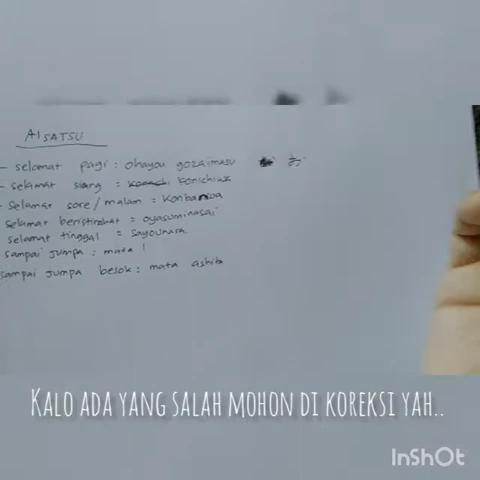 AISATSU
- selamat pagi : ohayou gozaimasu
- selamat siang = konichiwa
- selamat sore / malam = konbanwa
selamat beristirahat = oyasuminasai
selamat tinggal = sayounara
sampai jumpa : mata
sampai jumpa besok : mata ashita
KALO ADA YANG SALAH MOHON DI KOREKSI YAH..
InShOt